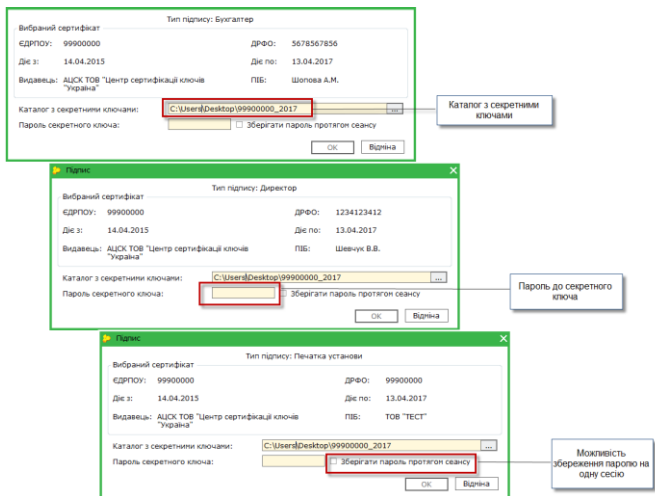 Тип підпису: Бухгалтер
Вибраний сертифікат
ЄДРПОУ: 99900000 ДРФО: 5678567856
Діє з: 14.04.2015 Діє по: 13.04.2017
Видавець: АЦСК ТОВ "Центр сертифікації ключів "Україна" ПІБ: Шопова А.М.
Каталог з секретними ключами: C:\Users\Desktop\99900000_2017 ...
Пароль секретного ключа: Зберігати пароль протягом сеансу
OK Відміна
Каталог з секретними
ключами
Підпис X
Тип підпису: Директор
Вибраний сертифікат
ЄДРПОУ: 99900000 ДРФО: 1234123412
Діє з: 14.04.2015 Діє по: 13.04.2017
Видавець: АЦСК ТОВ "Центр сертифікації ключів "Україна" ПІБ: Шевчук В.В.
Каталог з секретними ключами: C:\Users\Desktop\99900000_2017 ...
Пароль секретного ключа: Зберігати пароль протягом сеансу
OK Відміна
Пароль до секретного
ключа
Підпис X
Тип підпису: Печатка установи
Вибраний сертифікат
ЄДРПОУ: 99900000 ДРФО: 99900000
Діє з: 14.04.2015 Діє по: 13.04.2017
Видавець: АЦСК ТОВ "Центр сертифікації ключів "Україна" ПІБ: ТОВ "ТЕСТ"
Каталог з секретними ключами: C:\Users\Desktop\99900000_2017 ...
Пароль секретного ключа: Зберігати пароль протягом сеансу
OK Відміна
Можливість
збереження паролю на
одну сесію